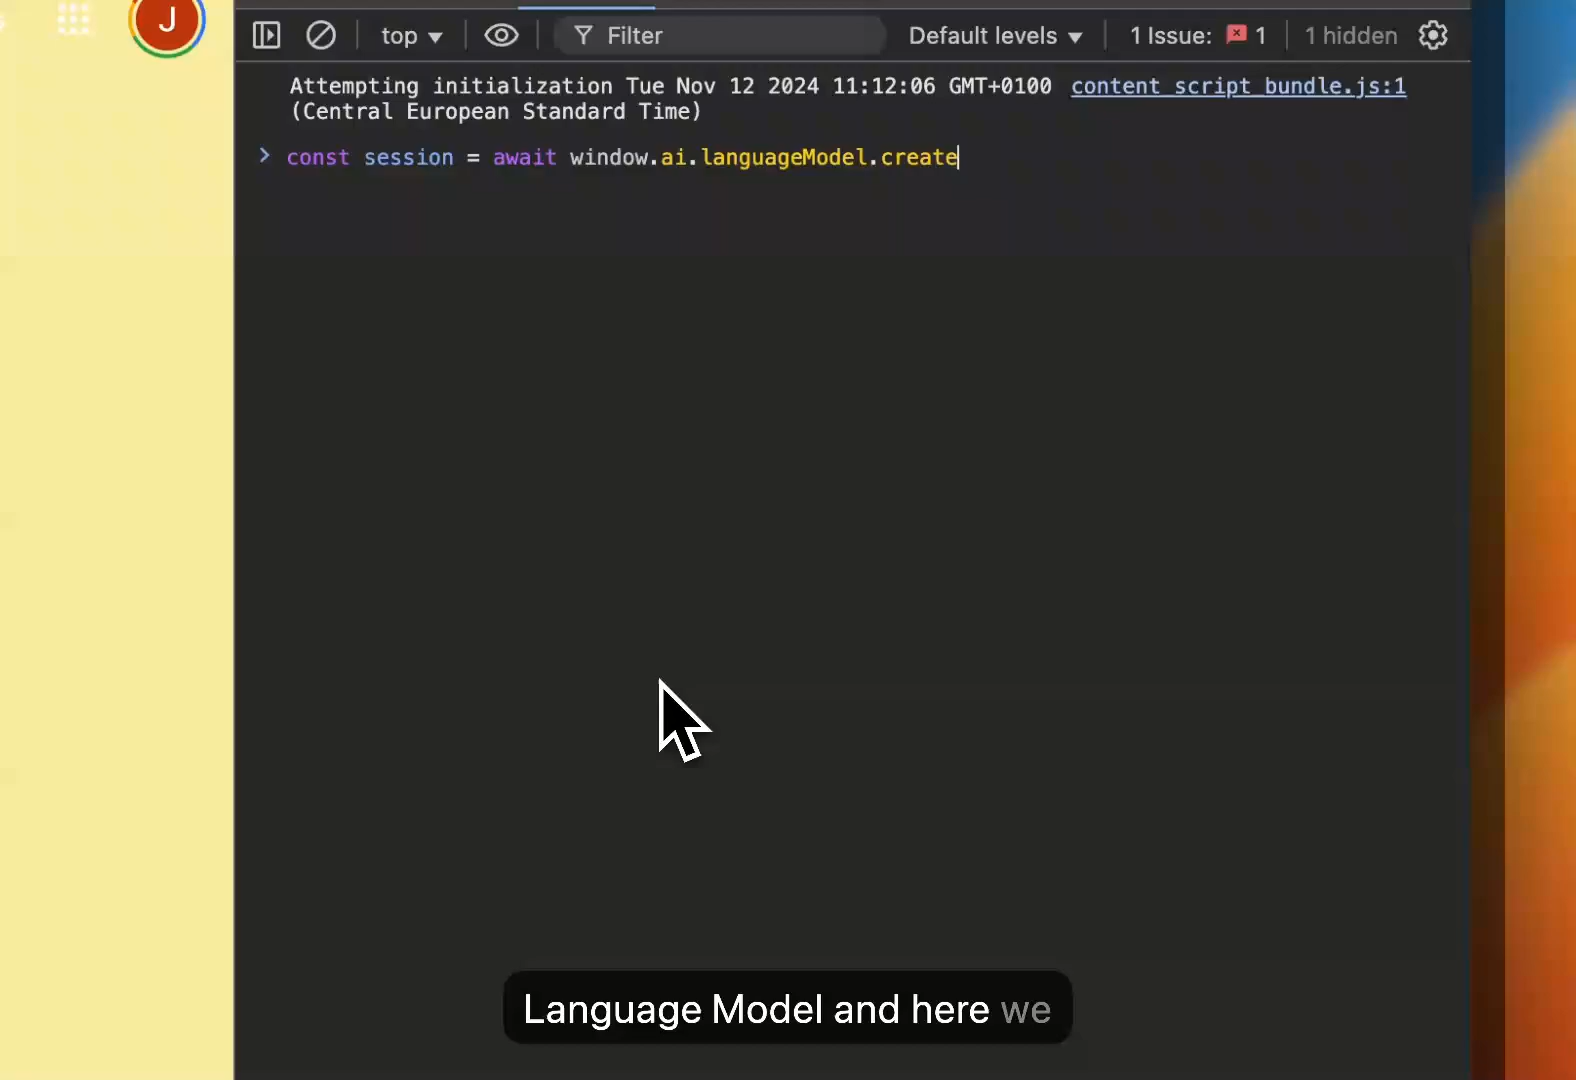 J
top
Filter
Default levels
1 Issue:
1
1 hidden
Attempting initialization Tue Nov 12 2024 11:12:06 GMT+0100 content_script_bundle.js:1
(Central European Standard Time)
> const session = await window.ai.languageModel.create
Language Model and here we